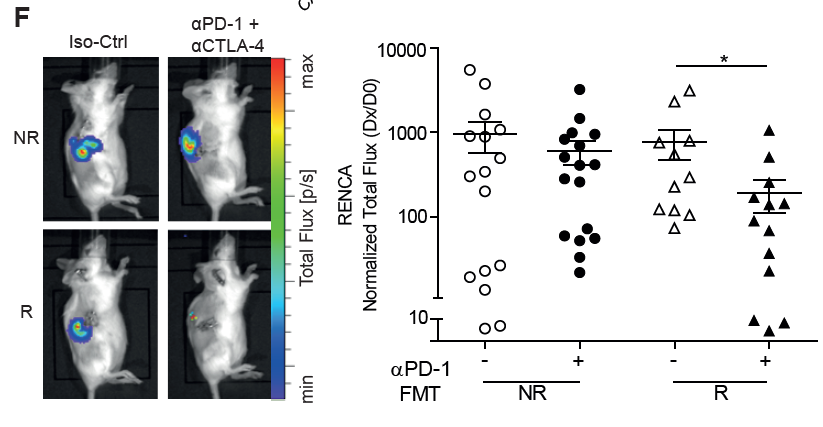 F
Iso-Ctrl
αPD-1 +
αCTLA-4
NR
R
max
Total Flux [p/s]
min
RENCA
Normalized Total Flux (Dx/D0)
10000
1000
100
10
*
αPD-1 - + - +
FMT NR R